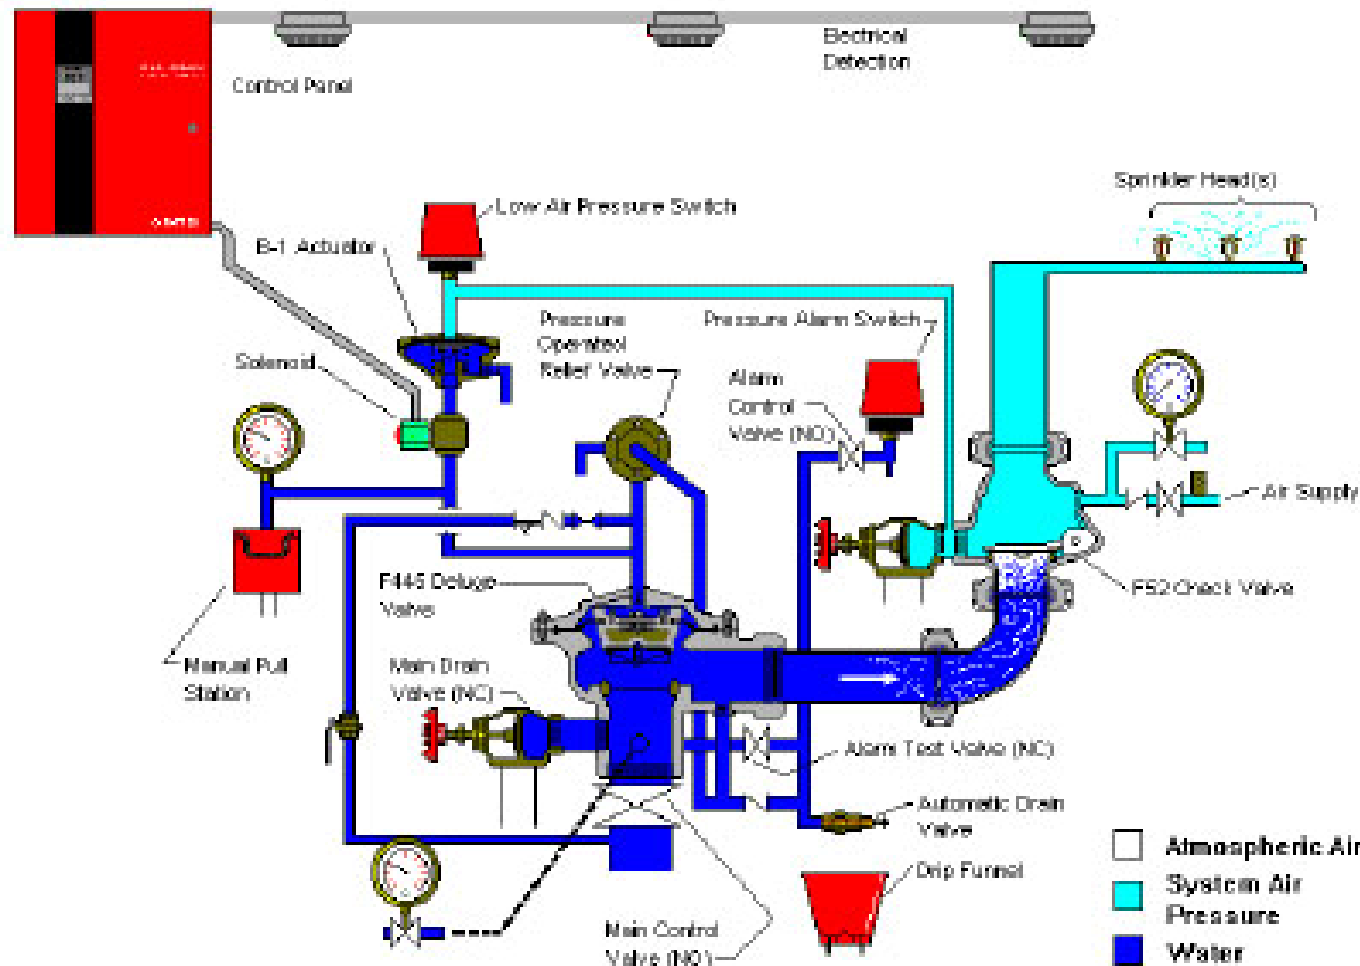 Electrical
Detection
Control Panel
Sprinkler Head(s)
Low Air Pressure Switch
B-1 Actuator
Pressure
Operated
Relief Valve
Pressure Alarm Switch
Solenoid
Alarm
Control
Valve (NO)
Air Supply
F445 Deluge
Valve
F52 Check Valve
Manual Pull
Station
Main Drain
Valve (NC)
Alarm Test Valve (NC)
Automatic Drain
Valve
Drip Funnel
Main Control
Valve (NO)
Atmospheric Air
System Air
Pressure
Water